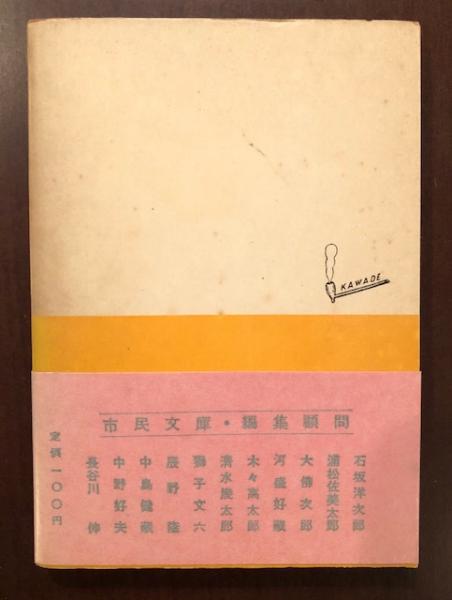 KAWADE
市民文庫・編集顧問
石坂洋次郎
浦松佐美太郎
大佛次郎
河盛好蔵
木々高太郎
清水慶太郎
獅子文六
辰野隆
中島健蔵
中野好夫
長谷川伸
定價一〇〇円